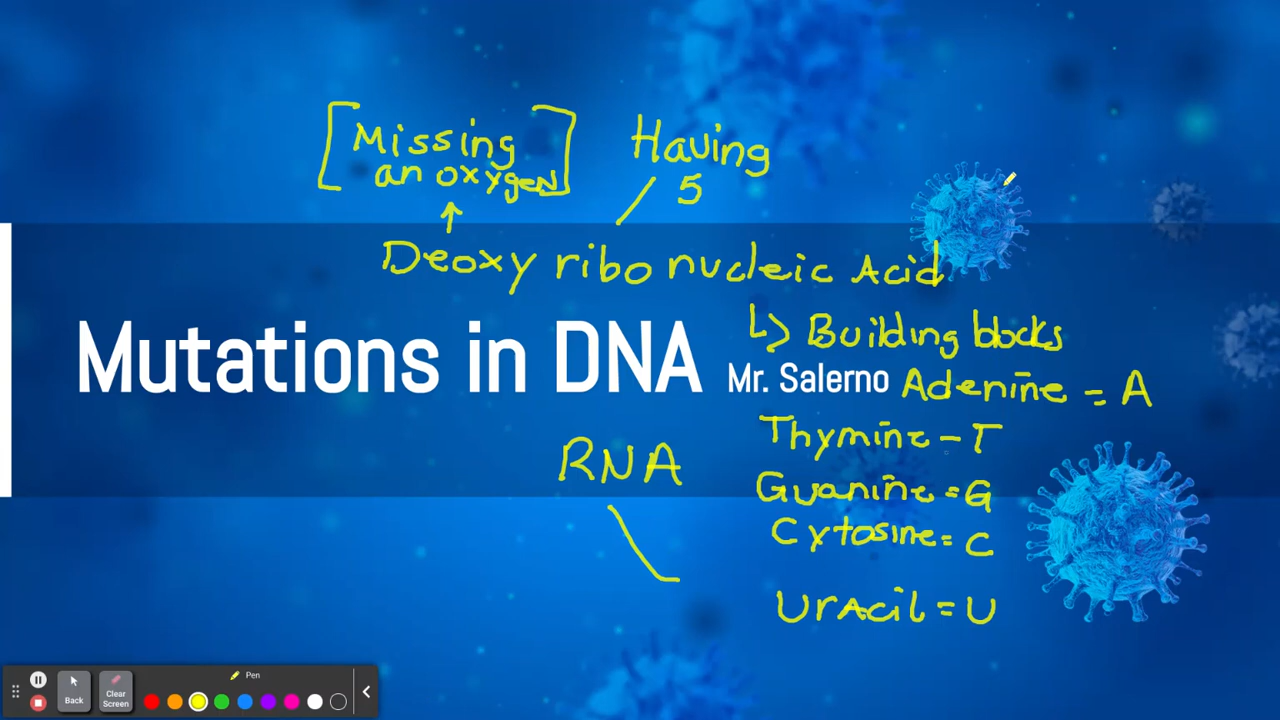 Missing
an oxygen
Having
5
Deoxy ribo nucleic Acid
Building blocks
Mutations in DNA
Mr. Salerno
Adenine = A
Thymine - T
RNA
Guanine = G
Cytosine = C
UrAcil = U
Pen
Back
Clear
Screen